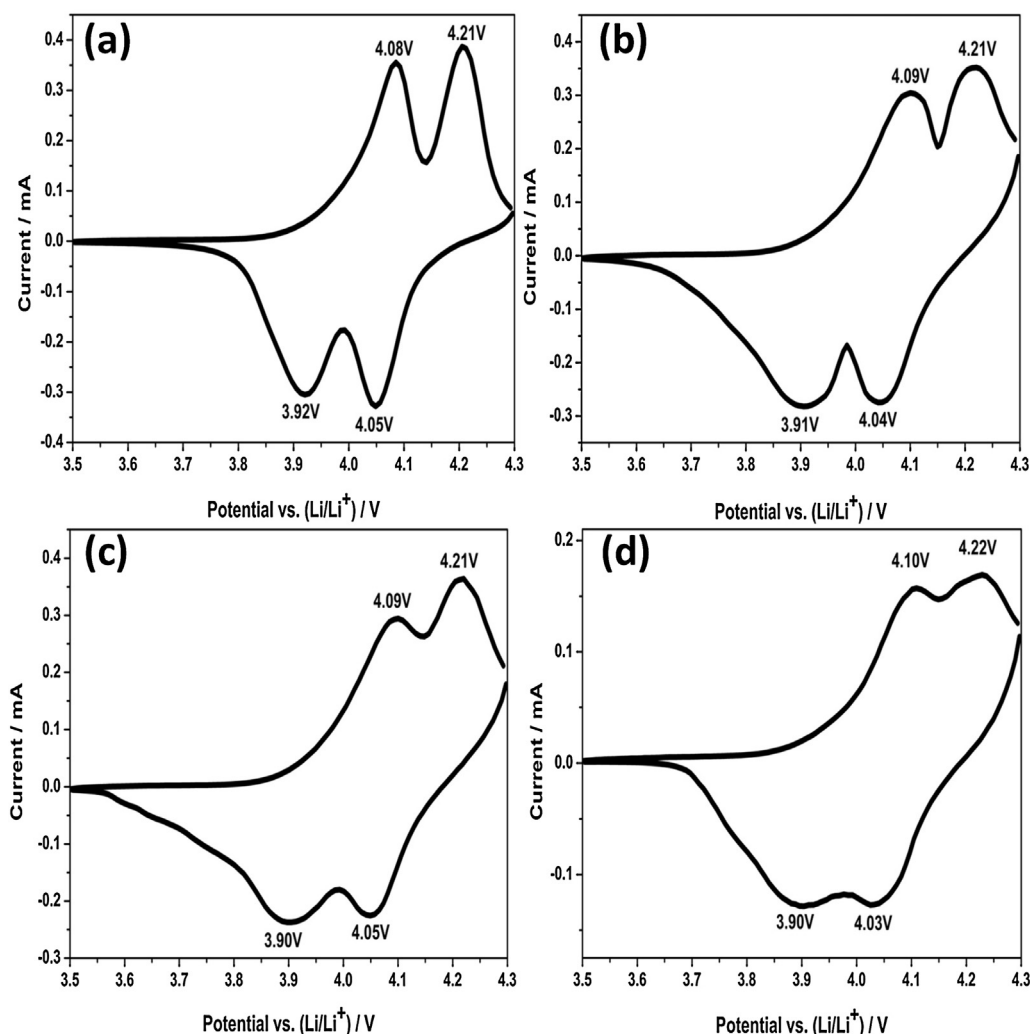 (a)
4.08V
4.21V
0.4
0.3
0.2
0.1
0.0
-0.1
-0.2
-0.3
-0.4
Current / mA
3.92V
4.05V
3.5 3.6 3.7 3.8 3.9 4.0 4.1 4.2 4.3
Potential vs. (Li/Li+) / V
(b)
4.09V
4.21V
0.4
0.3
0.2
0.1
0.0
-0.1
-0.2
-0.3
Current / mA
3.91V
4.04V
3.5 3.6 3.7 3.8 3.9 4.0 4.1 4.2 4.3
Potential vs. (Li/Li+) / V
(c)
4.09V
4.21V
0.4
0.3
0.2
0.1
0.0
-0.1
-0.2
-0.3
Current / mA
3.90V
4.05V
3.5 3.6 3.7 3.8 3.9 4.0 4.1 4.2 4.3
Potential vs. (Li/Li+) / V
(d)
4.10V
4.22V
0.2
0.1
0.0
-0.1
Current / mA
3.90V
4.03V
3.5 3.6 3.7 3.8 3.9 4.0 4.1 4.2 4.3
Potential vs. (Li/Li+) / V